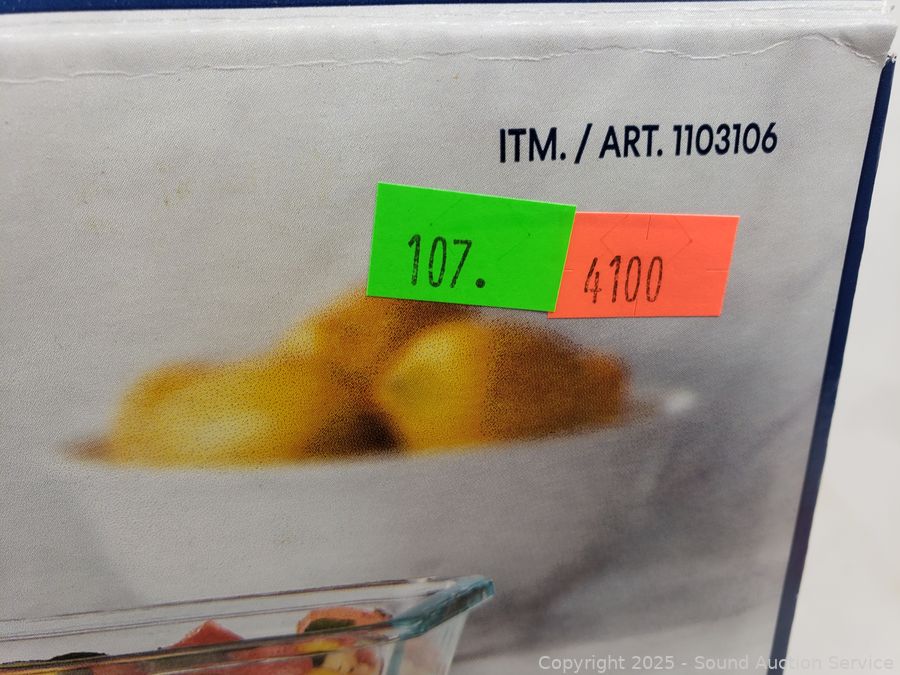 ITM. / ART. 1103106
107.
4100
Copyright 2025 - Sound Auction Service